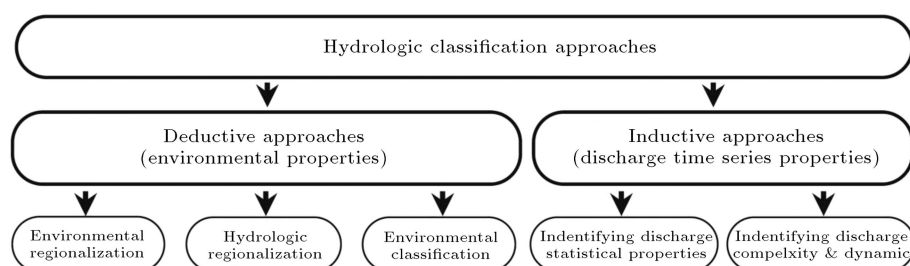 Hydrologic classification approaches
Deductive approaches
(environmental properties)
Inductive approaches
(discharge time series properties)
Environmental
regionalization
Hydrologic
regionalization
Environmental
classification
Indentifying discharge
statistical properties
Indentifying discharge
compelxity & dynamic